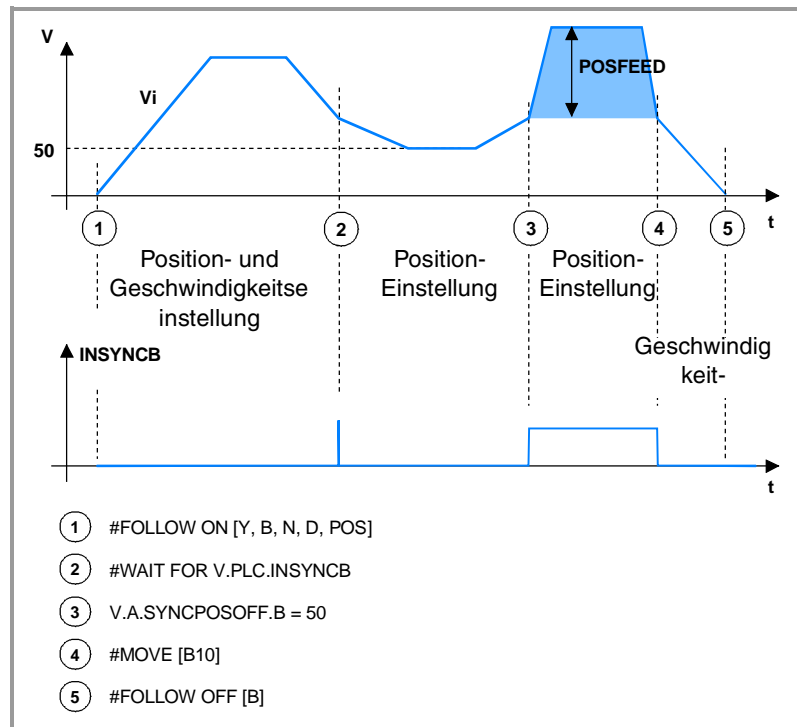 V
Vi
POSFEED
50
t
1
2
3
4
5
Position- und
Geschwindigkeitse
instellung
Position-
Einstellung
Position-
Einstellung
Geschwindig
keit-
INSYNCB
t
1 #FOLLOW ON [Y, B, N, D, POS]
2 #WAIT FOR V.PLC.INSYNCB
3 V.A.SYNCPOSOFF.B = 50
4 #MOVE [B10]
5 #FOLLOW OFF [B]